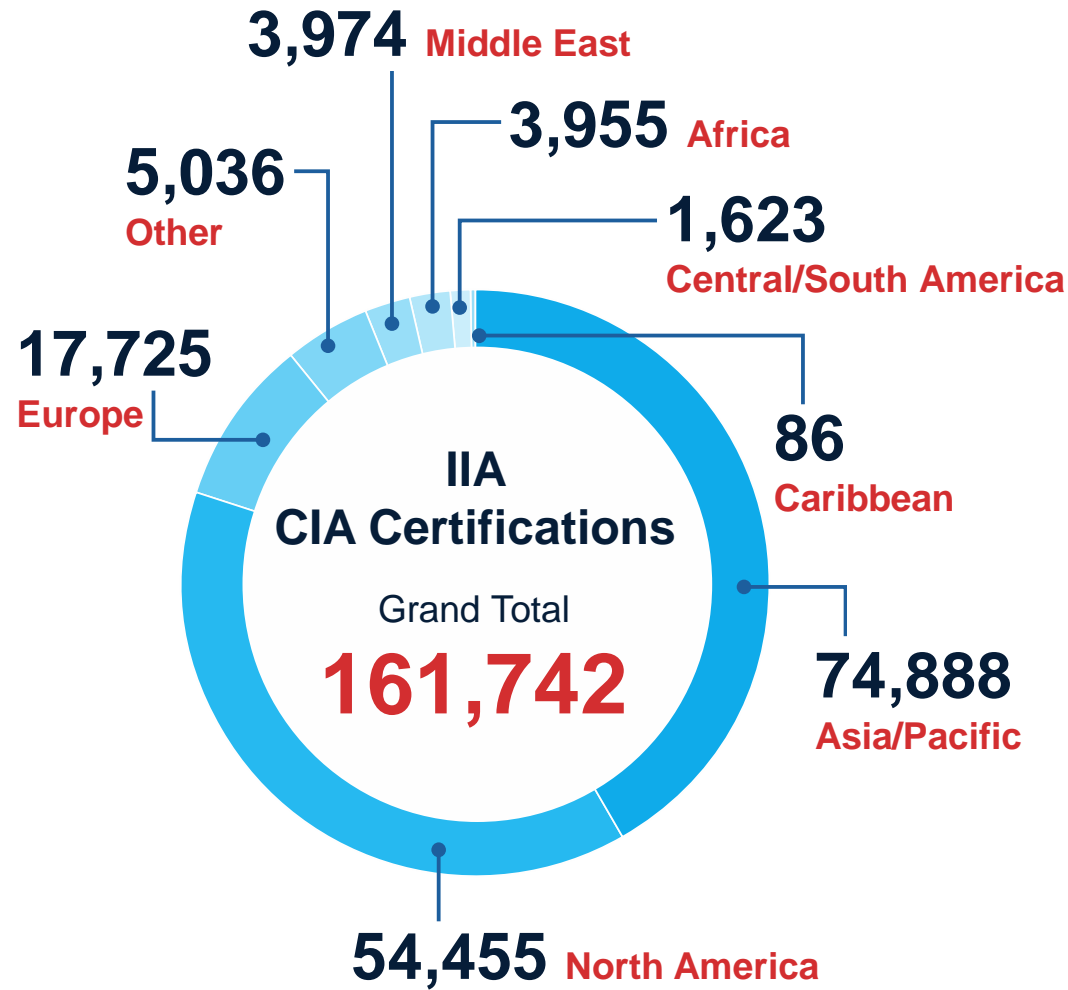 3,974 Middle East
3,955 Africa
5,036
Other
1,623
Central/South America
17,725
Europe
86
Caribbean
IIA
CIA Certifications
Grand Total
161,742
74,888
Asia/Pacific
54,455 North America